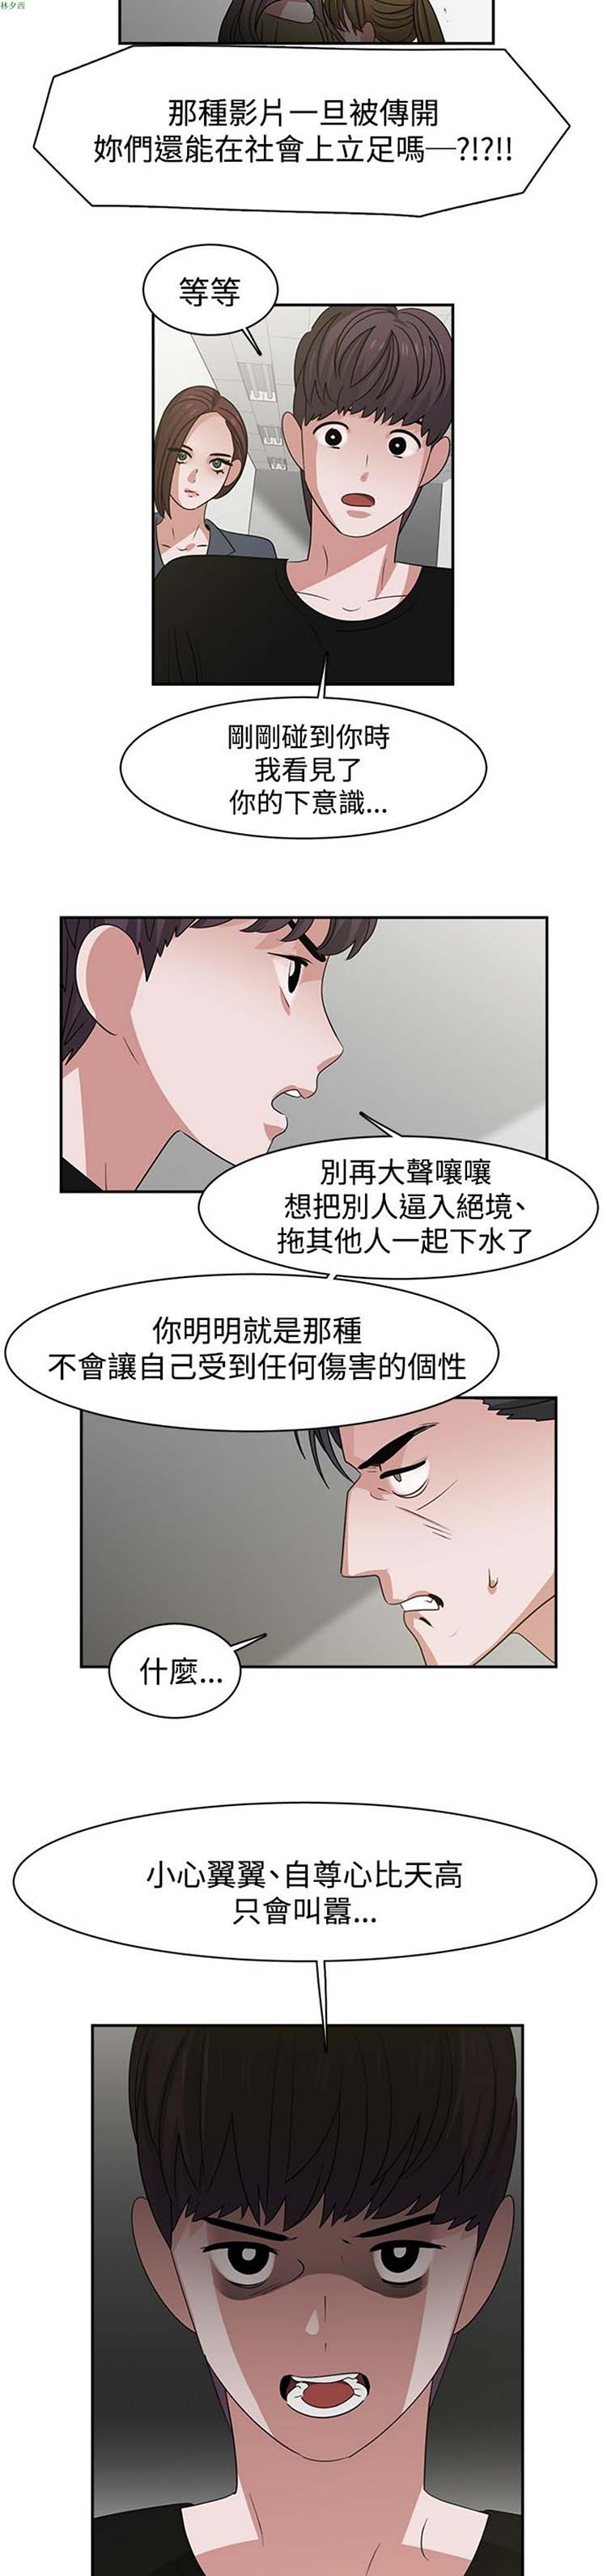 林夕西
那種影片一旦被傳開
妳們還能在社會上立足嗎─?!?!!
等等
剛剛碰到你時
我看見了
你的下意識...
別再大聲嚷嚷
想把別人逼入絕境、
拖其他人一起下水了
你明明就是那種
不會讓自己受到任何傷害的個性
什麼...
小心翼翼、自尊心比天高
只會叫囂...